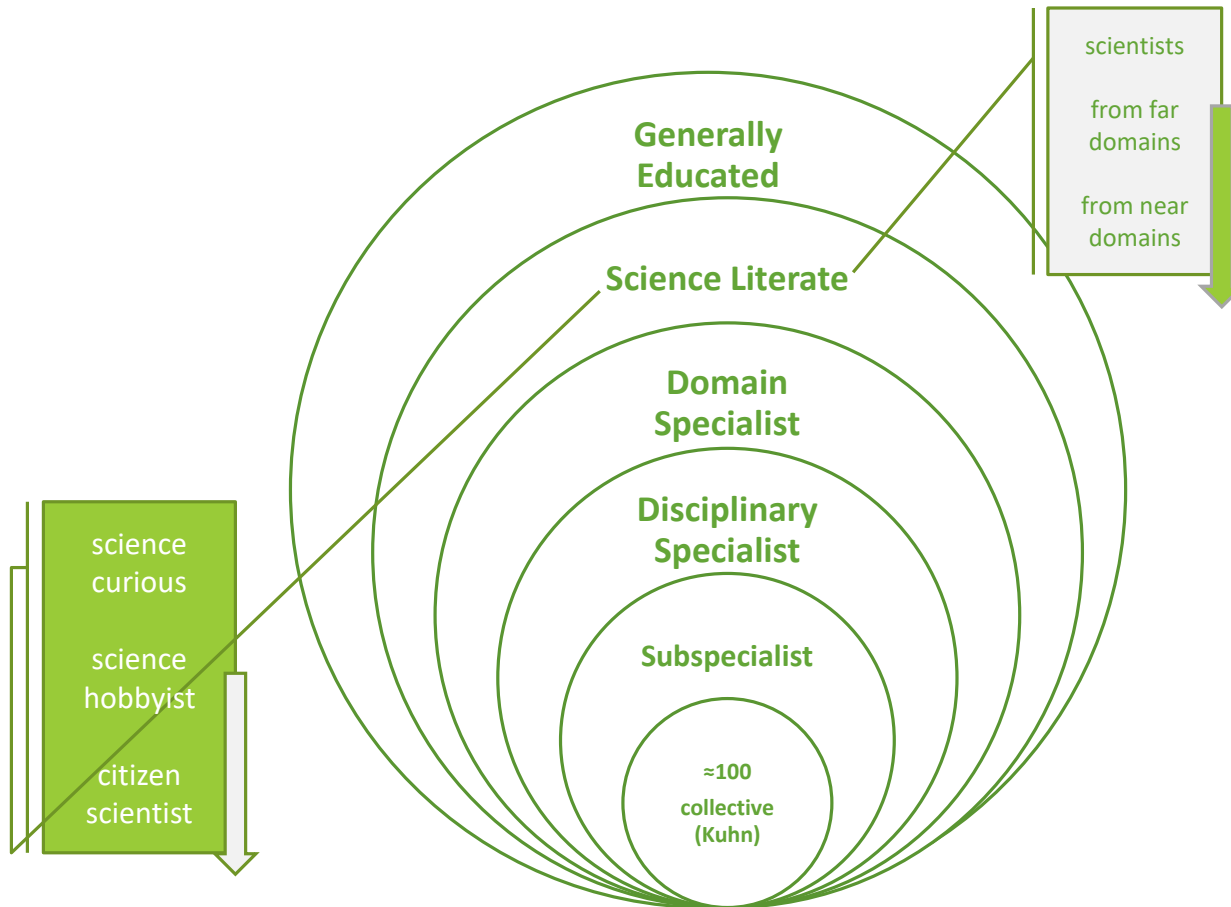 scientists
from far
domains
from near
domains
Generally
Educated
Science Literate
Domain
Specialist
Disciplinary
Specialist
Subspecialist
≈100
collective
(Kuhn)
science
curious
science
hobbyist
citizen
scientist